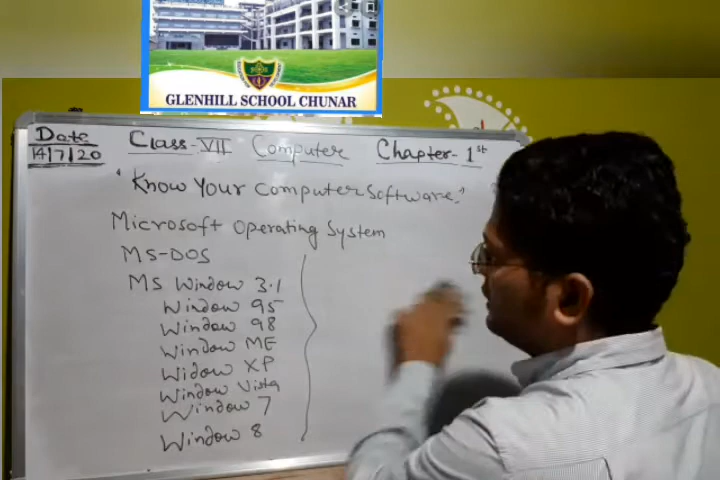 GLENHILL SCHOOL CHUNAR
Date
14/7/20
Class-VII Computer Chapter-1st
"Know Your Computer Software."
Microsoft Operating System
MS-DOS
MS Window 3.1
Window 95
Window 98
Window ME
Widow XP
Window Vista
Window 7
Window 8